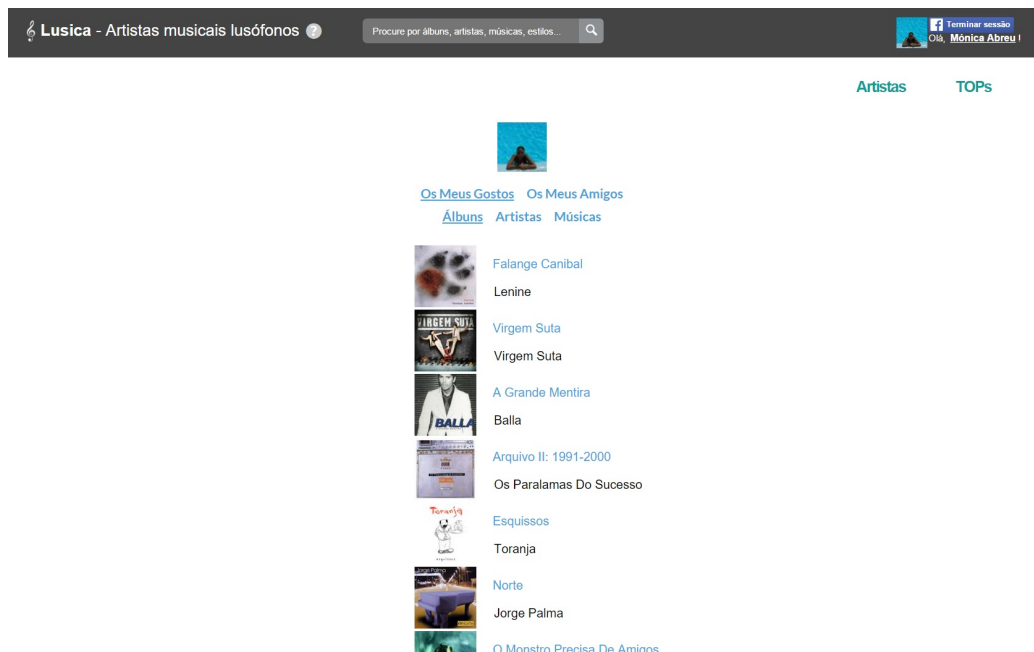 Lusica - Artistas musicais lusófonos ?
Procure por álbuns, artistas, músicas, estilos...
f Terminar sessão
Olá, Mónica Abreu !
Artistas TOPs
Os Meus Gostos Os Meus Amigos
Álbuns Artistas Músicas
Falange Canibal
Lenine
VIRGEM SUTA
Virgem Suta
Virgem Suta
A Grande Mentira
BALLA
Balla
Arquivo II: 1991-2000
Os Paralamas Do Sucesso
Toranja
Esquissos
Toranja
Jorge Palma
Norte
Jorge Palma
O Monstro Precisa De Amigos